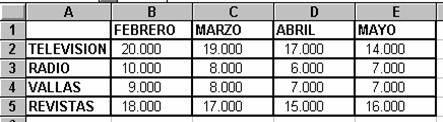 A B C D E
1 FEBRERO MARZO ABRIL MAYO
2 TELEVISION 20.000 19.000 17.000 14.000
3 RADIO 10.000 8.000 6.000 7.000
4 VALLAS 9.000 8.000 7.000 7.000
5 REVISTAS 18.000 17.000 15.000 16.000